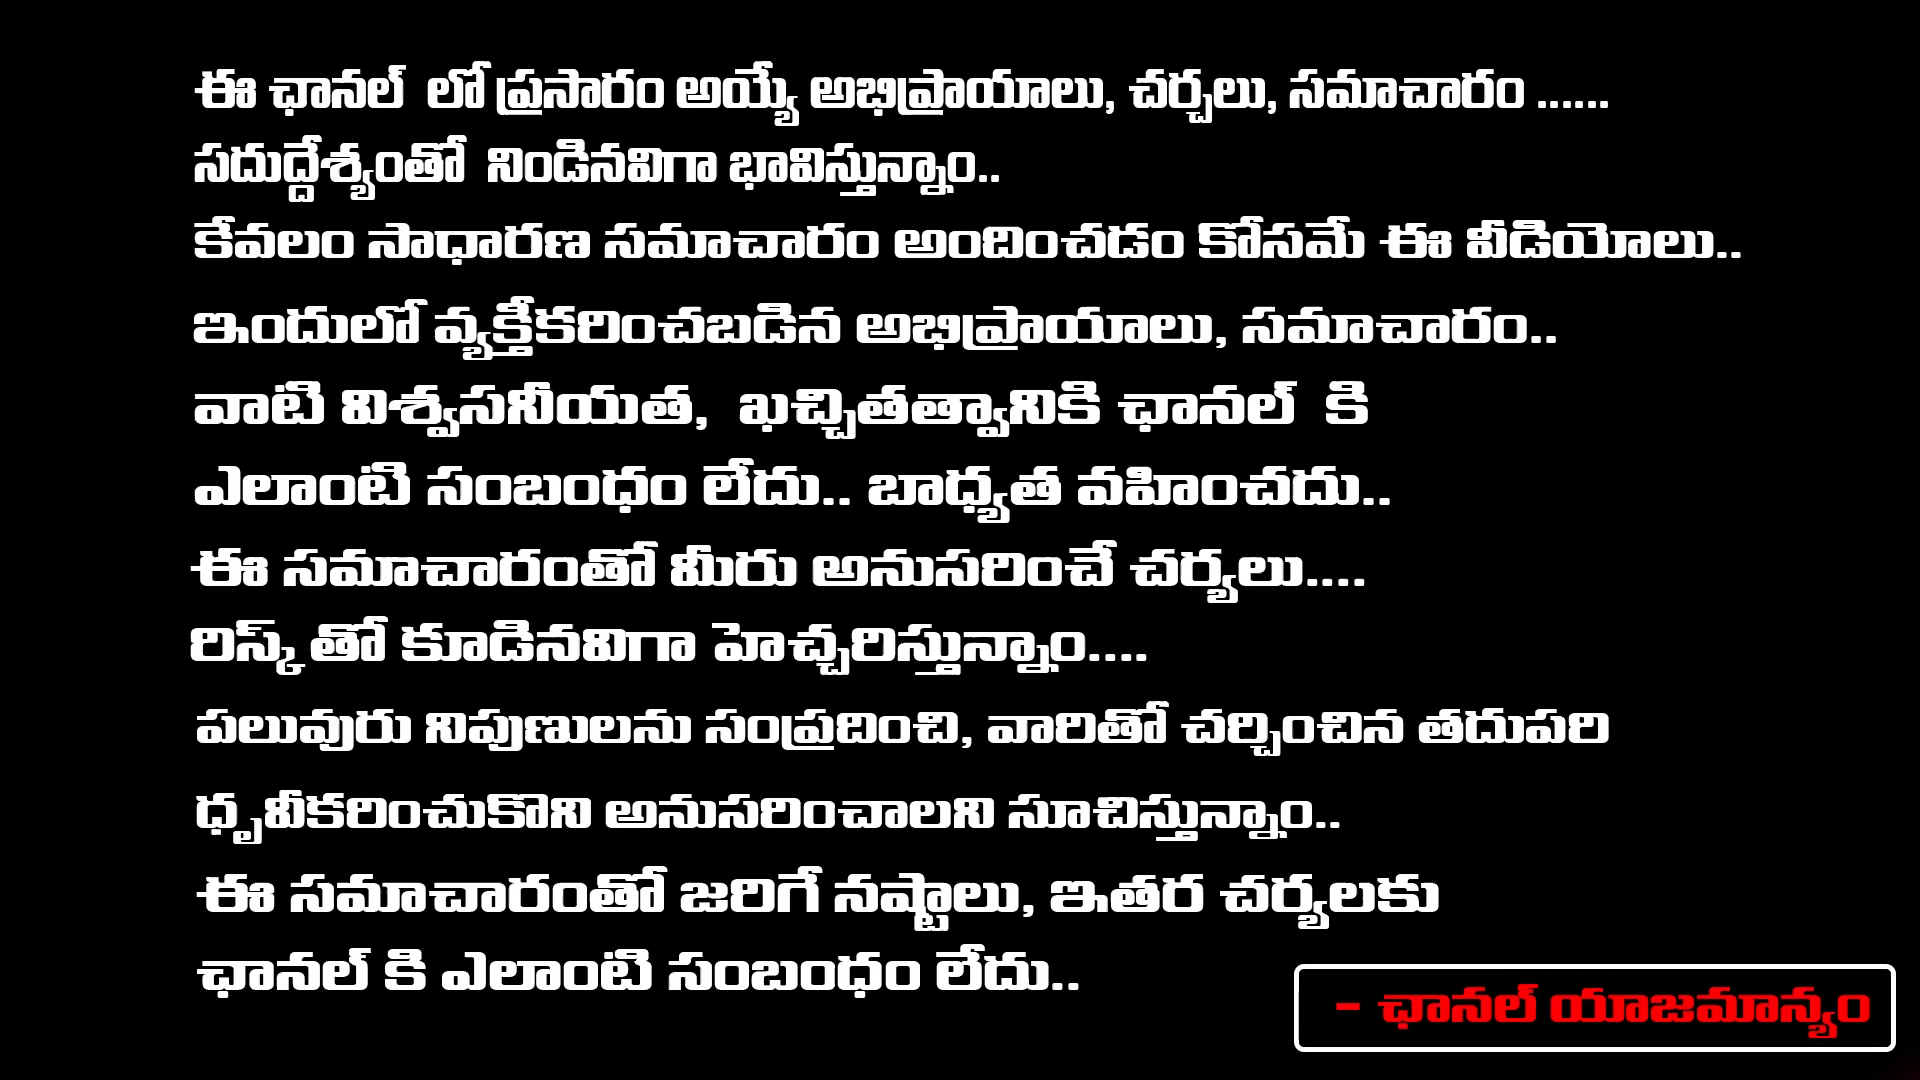 ఈ ఛానల్ లో ప్రసారం అయ్యే అభిప్రాయాలు, చర్చలు, సమాచారం ......
సదుద్దేశ్యంతో నిండినవిగా భావిస్తున్నాం..
కేవలం సాధారణ సమాచారం అందించడం కోసమే ఈ వీడియోలు..
ఇందులో వ్యక్తీకరించబడిన అభిప్రాయాలు, సమాచారం..
వాటి విశ్వసనీయత, ఖచ్చితత్వానికి ఛానల్ కి
ఎలాంటి సంబంధం లేదు.. బాధ్యత వహించదు..
ఈ సమాచారంతో మీరు అనుసరించే చర్యలు....
రిస్క్ తో కూడినవిగా హెచ్చరిస్తున్నాం....
పలువురు నిపుణులను సంప్రదించి, వారితో చర్చించిన తదుపరి
ధృవీకరించుకొని అనుసరించాలని సూచిస్తున్నాం..
ఈ సమాచారంతో జరిగే నష్టాలు, ఇతర చర్యలకు
ఛానల్ కి ఎలాంటి సంబంధం లేదు..
- ఛానల్ యాజమాన్యం